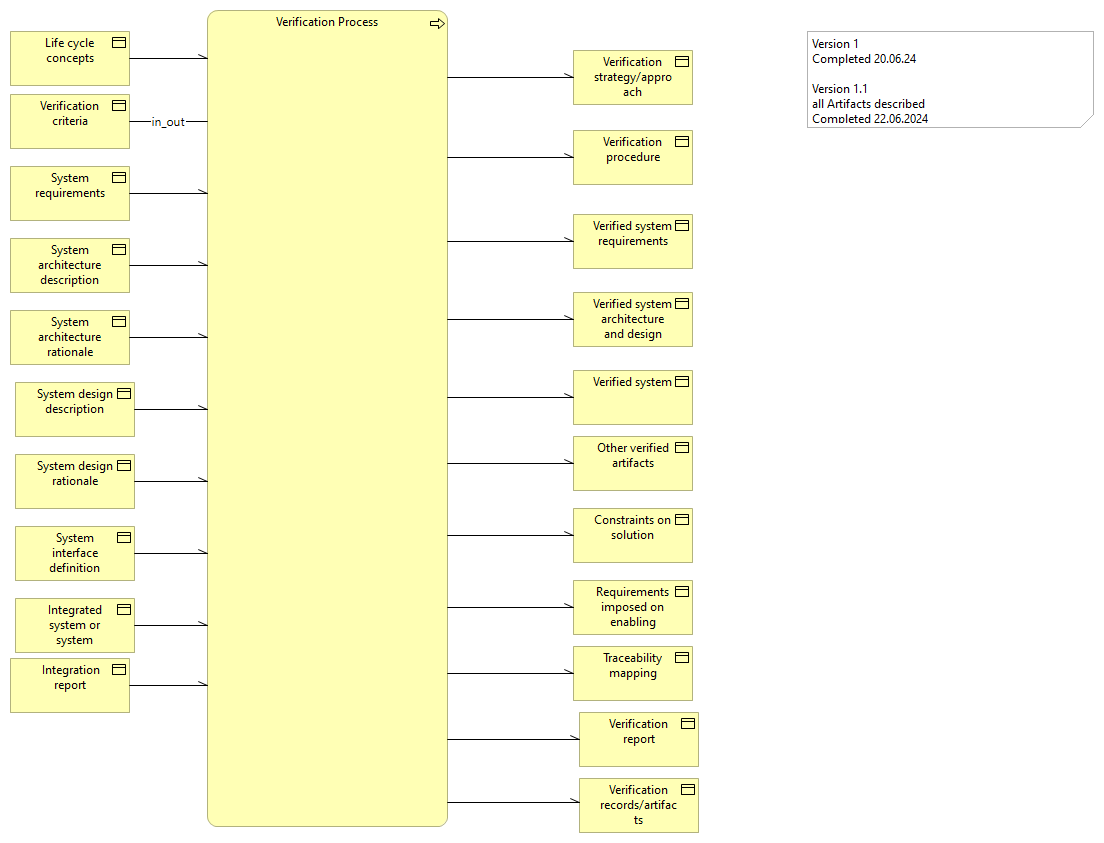 Verification Process
Life cycle
concepts
Verification
criteria
in_out
System
requirements
System
architecture
description
System
architecture
rationale
System design
description
System design
rationale
System
interface
definition
Integrated
system or
system
Integration
report
Verification
strategy/appro
ach
Verification
procedure
Verified system
requirements
Verified system
architecture
and design
Verified system
Other verified
artifacts
Constraints on
solution
Requirements
imposed on
enabling
Traceability
mapping
Verification
report
Verification
records/artifac
ts
Version 1
Completed 20.06.24
Version 1.1
all Artifacts described
Completed 22.06.2024